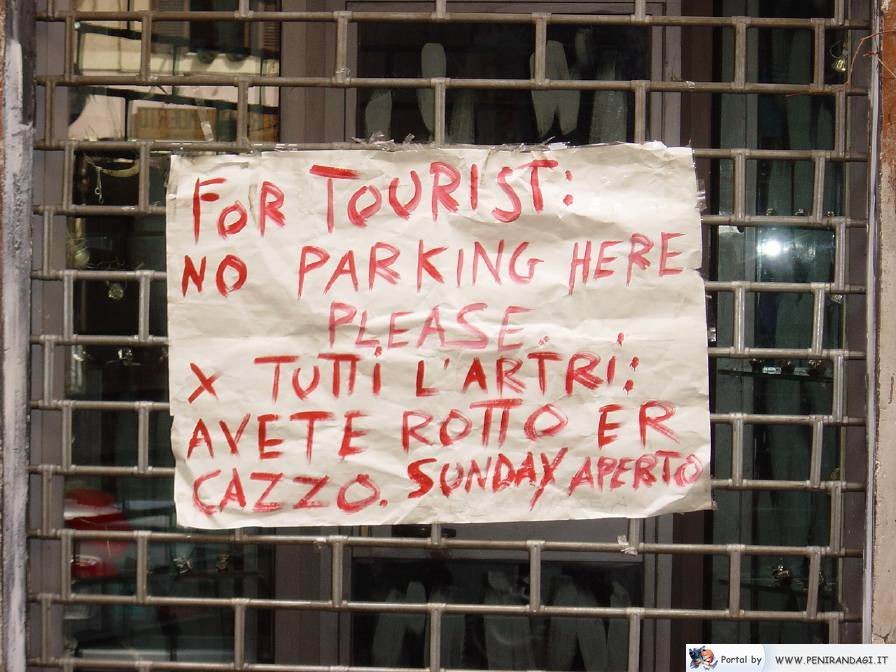 FOR TOURIST:
NO PARKING HERE
PLEASE.
X TUTTI L'ARTRI:
AVETE ROTTO ER
CAZZO. SUNDAY APERTO
Portal by WWW.PENIRANDAGI.IT